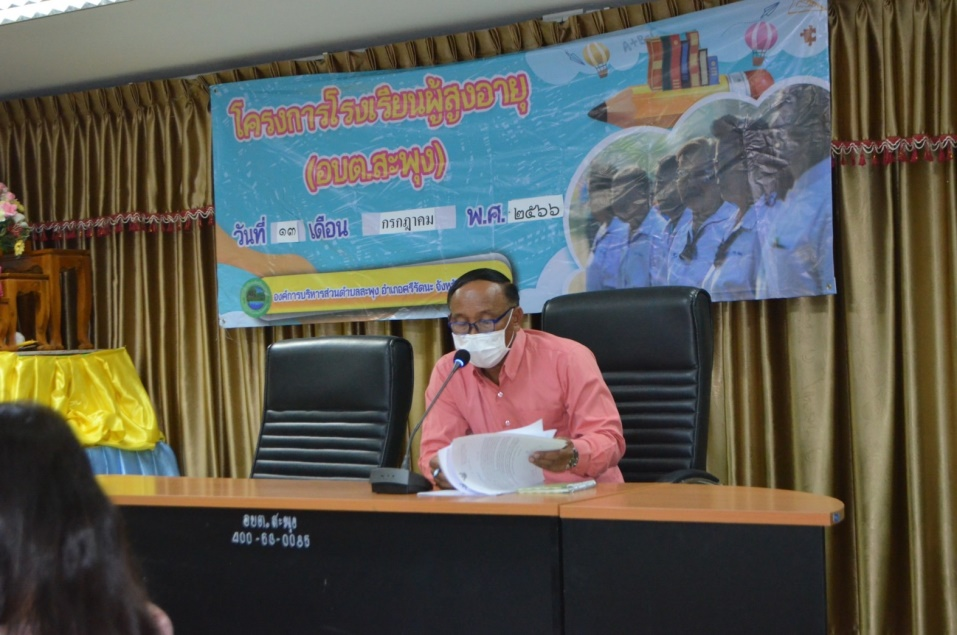 โครงการโรงเรียนผู้สูงอายุ
(อบต.สะพุง)
วันที่ ๑๓ เดือน กรกฎาคม พ.ศ. ๒๕๖๖
องค์การบริหารส่วนตำบลสะพุง อำเภอศรีรัตนะ จังห
อบต.สะพุง
400-56-0085